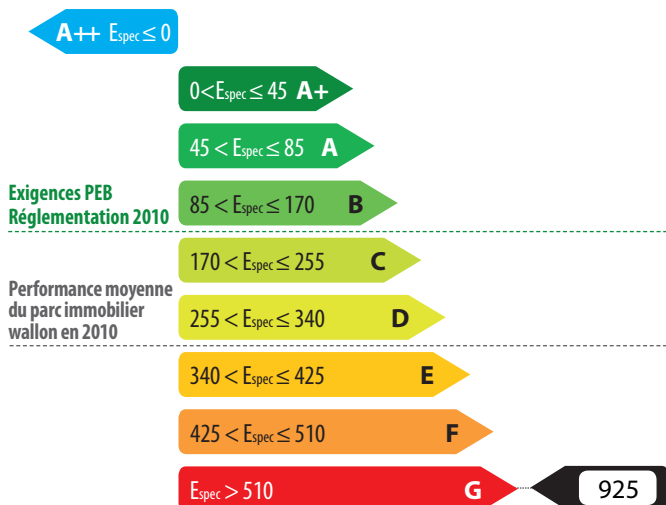 A++ Espec ≤ 0
0 < Espec ≤ 45 A+
45 < Espec ≤ 85 A
Exigences PEB
Réglementation 2010
85 < Espec ≤ 170 B
170 < Espec ≤ 255 C
Performance moyenne
du parc immobilier
wallon en 2010
255 < Espec ≤ 340 D
340 < Espec ≤ 425 E
425 < Espec ≤ 510 F
Espec > 510 G
925